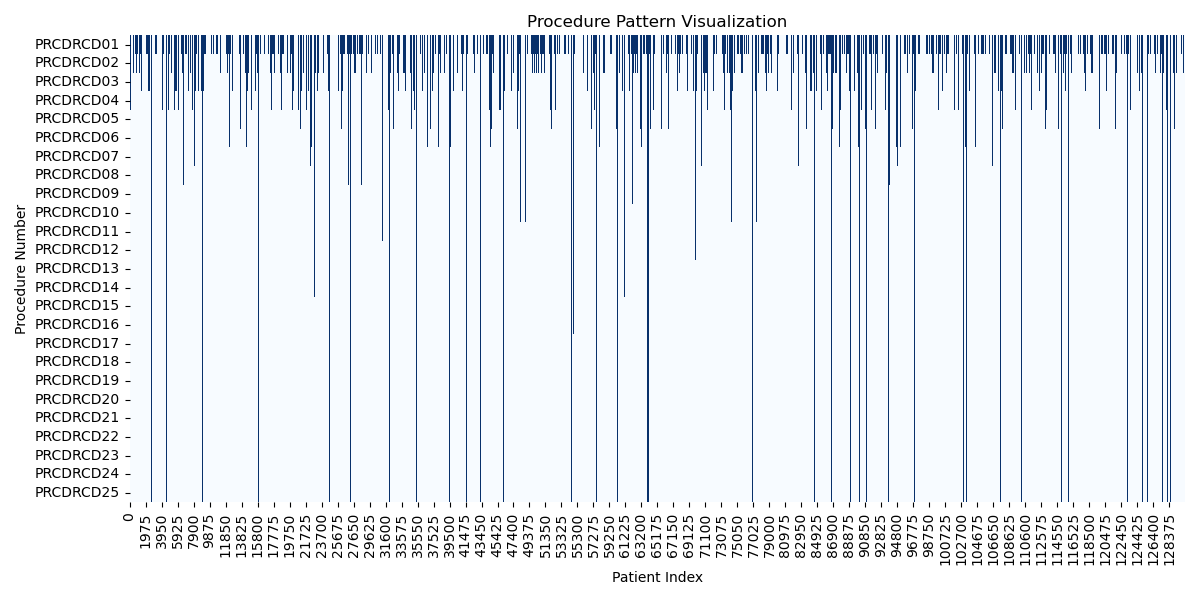 Procedure Pattern Visualization
Procedure Number
PRCDRCD01
PRCDRCD02
PRCDRCD03
PRCDRCD04
PRCDRCD05
PRCDRCD06
PRCDRCD07
PRCDRCD08
PRCDRCD09
PRCDRCD10
PRCDRCD11
PRCDRCD12
PRCDRCD13
PRCDRCD14
PRCDRCD15
PRCDRCD16
PRCDRCD17
PRCDRCD18
PRCDRCD19
PRCDRCD20
PRCDRCD21
PRCDRCD22
PRCDRCD23
PRCDRCD24
PRCDRCD25
0
1975
3950
5925
7900
9875
11850
13825
15800
17775
19750
21725
23700
25675
27650
29625
31600
33575
35550
37525
39500
41475
43450
45425
47400
49375
51350
53325
55300
57275
59250
61225
63200
65175
67150
69125
71100
73075
75050
77025
79000
80975
82950
84925
86900
88875
90850
92825
94800
96775
98750
100725
102700
104675
106650
108625
110600
112575
114550
116525
118500
120475
122450
124425
126400
128375
Patient Index